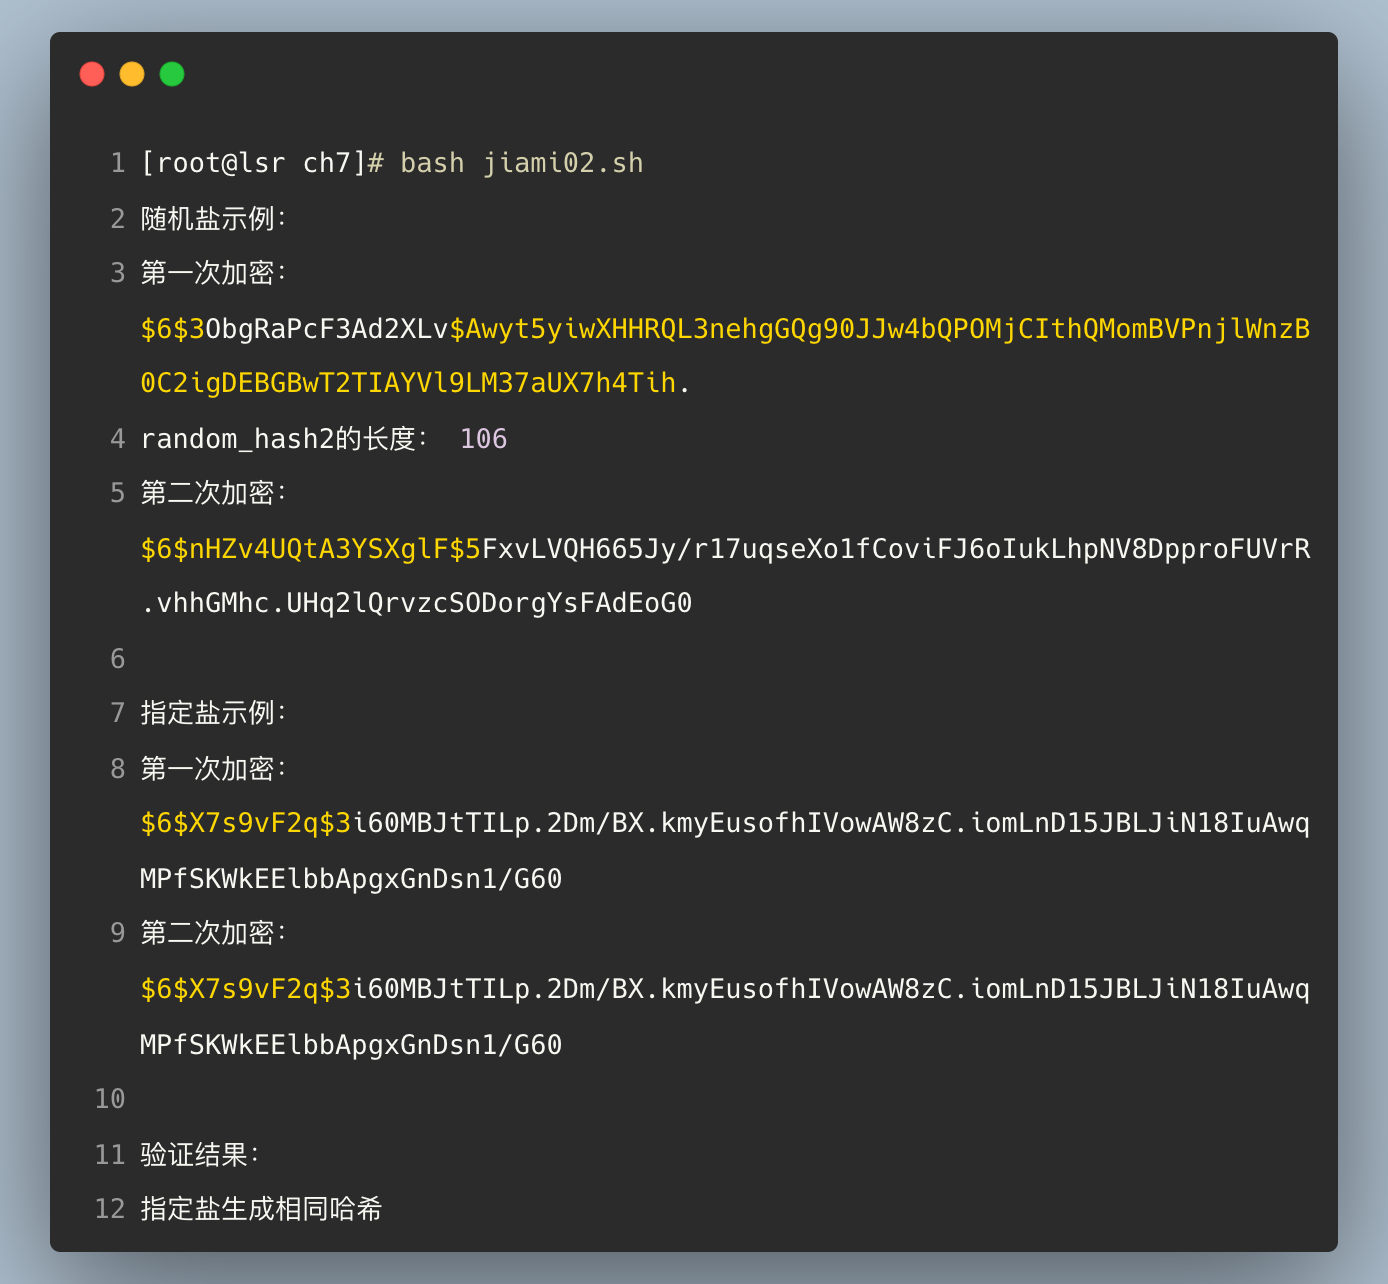 1 [root@lsr ch7]# bash jiami02.sh
2 随机盐示例：
3 第一次加密：
$6$3ObgRaPcF3Ad2XLv$Awyt5yiwXHHRQL3nehgGQg90JJw4bQPOMjCIthQMomBVPnjlWnzB
0C2igDEBGBwT2TIAYVl9LM37aUX7h4Tih.
4 random_hash2的长度： 106
5 第二次加密：
$6$nHZv4UQtA3YSXglF$5FxvLVQH665Jy/r17uqseXo1fCoviFJ6oIukLhpNV8DpproFUVrR
.vhhGMhc.UHq2lQrvzcSODorgYsFAdEoG0
6
7 指定盐示例：
8 第一次加密：
$6$X7s9vF2q$3i60MBJtTILp.2Dm/BX.kmyEusofhIVowAW8zC.iomLnD15JBLJiN18IuAwq
MPfSKWkEElbbApgxGnDsn1/G60
9 第二次加密：
$6$X7s9vF2q$3i60MBJtTILp.2Dm/BX.kmyEusofhIVowAW8zC.iomLnD15JBLJiN18IuAwq
MPfSKWkEElbbApgxGnDsn1/G60
10
11 验证结果：
12 指定盐生成相同哈希